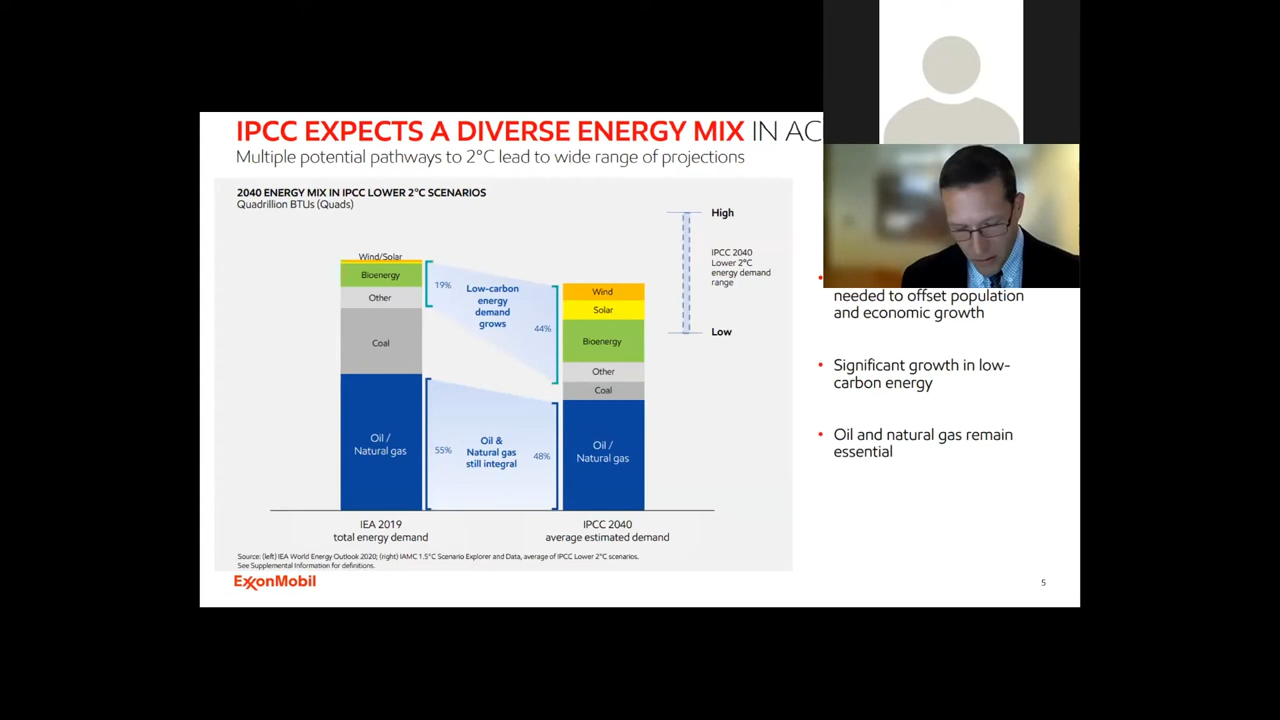 IPCC EXPECTS A DIVERSE ENERGY MIX IN AC
Multiple potential pathways to 2°C lead to wide range of projections
2040 ENERGY MIX IN IPCC LOWER 2°C SCENARIOS
Quadrillion BTUs (Quads)
High
IPCC 2040
Lower 2°C
energy demand
range
Low
Wind/Solar
Bioenergy
Other
Coal
Oil /
Natural gas
19%
Low-carbon
energy
demand
grows
44%
55%
Oil &
Natural gas
still integral
48%
Wind
Solar
Bioenergy
Other
Coal
Oil /
Natural gas
IEA 2019
total energy demand
IPCC 2040
average estimated demand
Source: (left) IEA World Energy Outlook 2020; (right) IAMC 1.5°C Scenario Explorer and Data, average of IPCC Lower 2°C scenarios.
See Supplemental Information for definitions.
needed to offset population
and economic growth
• Significant growth in low-
carbon energy
• Oil and natural gas remain
essential
ExxonMobil
5